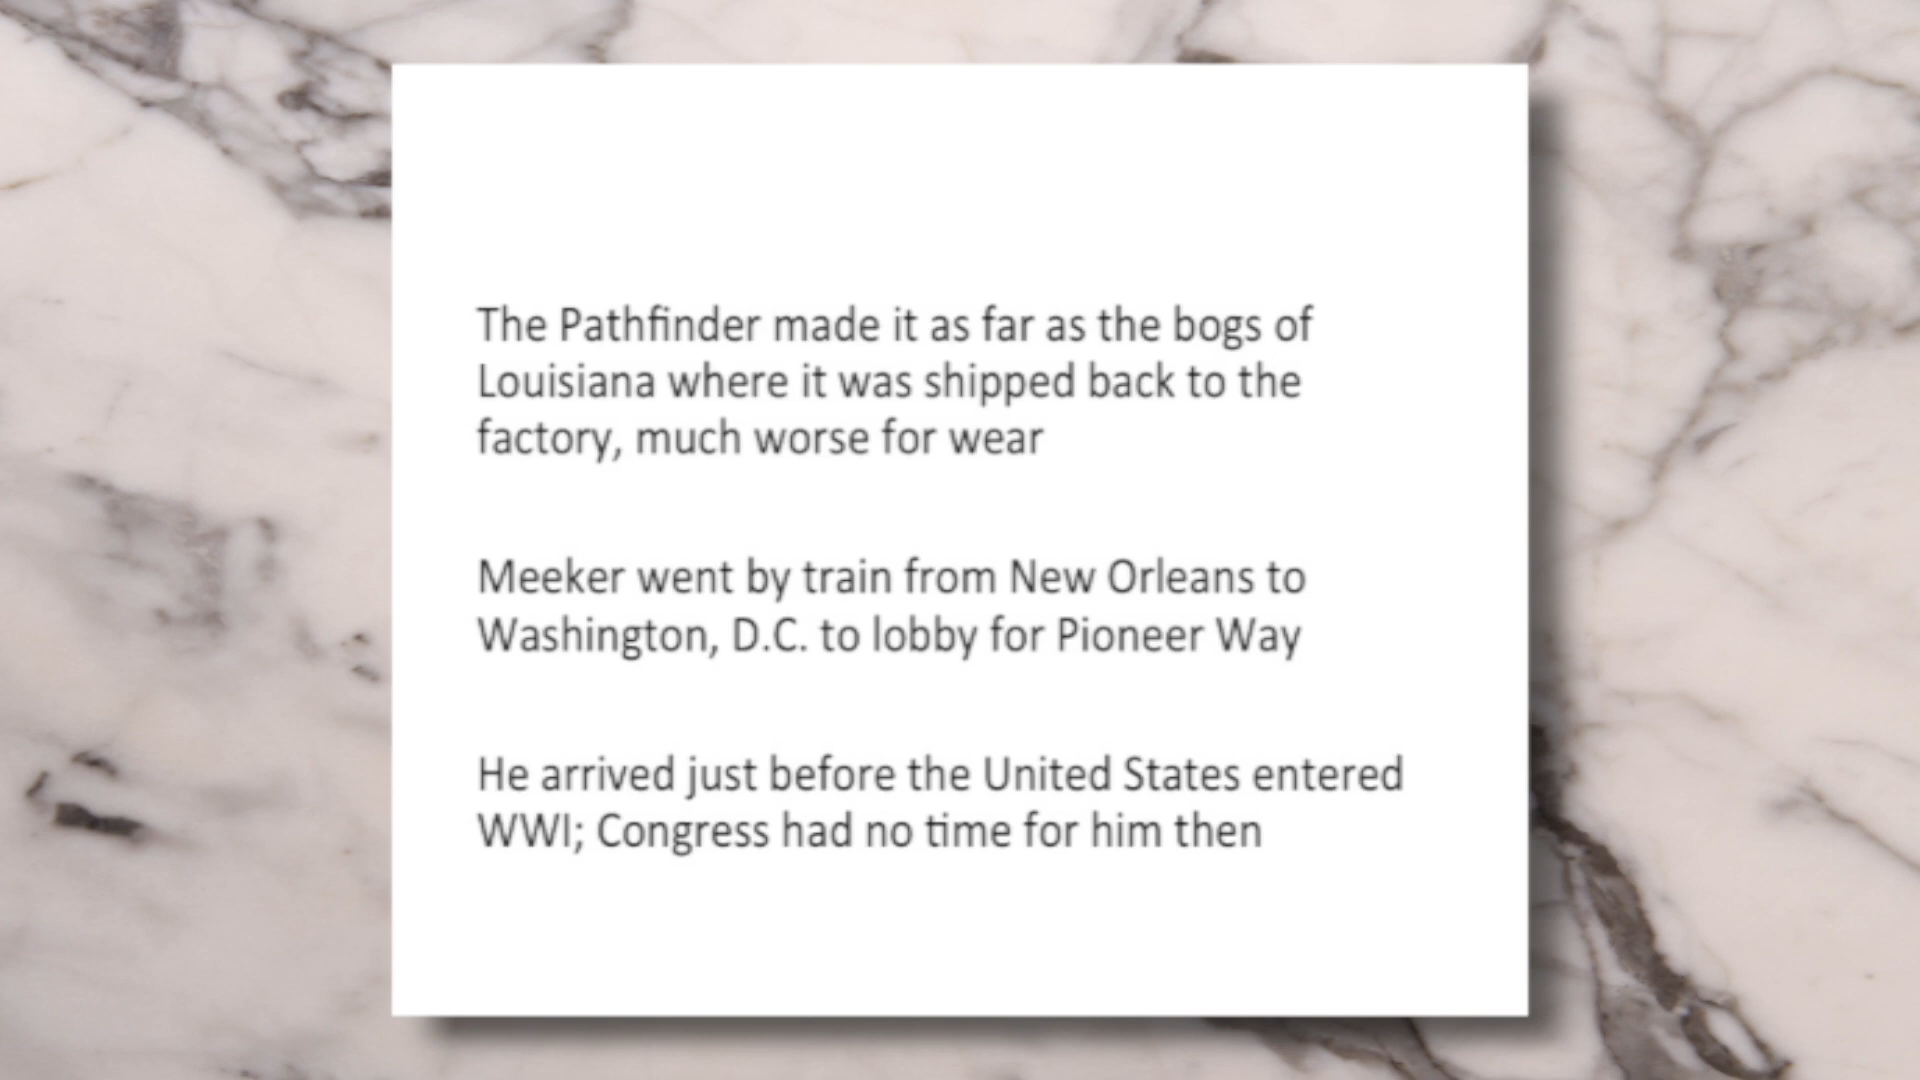 The Pathfinder made it as far as the bogs of
Louisiana where it was shipped back to the
factory, much worse for wear
Meeker went by train from New Orleans to
Washington, D.C. to lobby for Pioneer Way
He arrived just before the United States entered
WWI; Congress had no time for him then